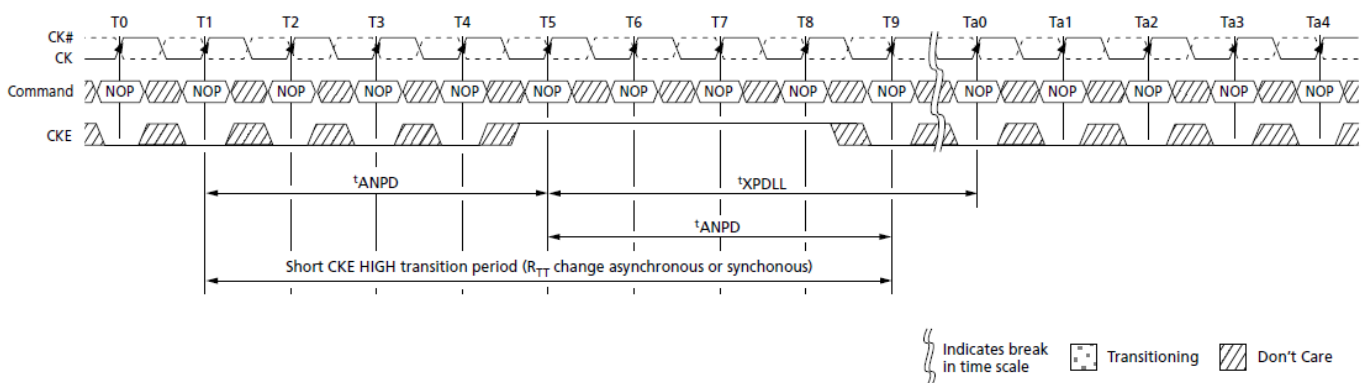 T0 T1 T2 T3 T4 T5 T6 T7 T8 T9 Ta0 Ta1 Ta2 Ta3 Ta4
CK#
CK
Command NOP NOP NOP NOP NOP NOP NOP NOP NOP NOP NOP NOP NOP NOP NOP
CKE
tANPD tXPDLL
tANPD
Short CKE HIGH transition period (RTT change asynchronous or synchonous)
Indicates break
in time scale
Transitioning
Don't Care